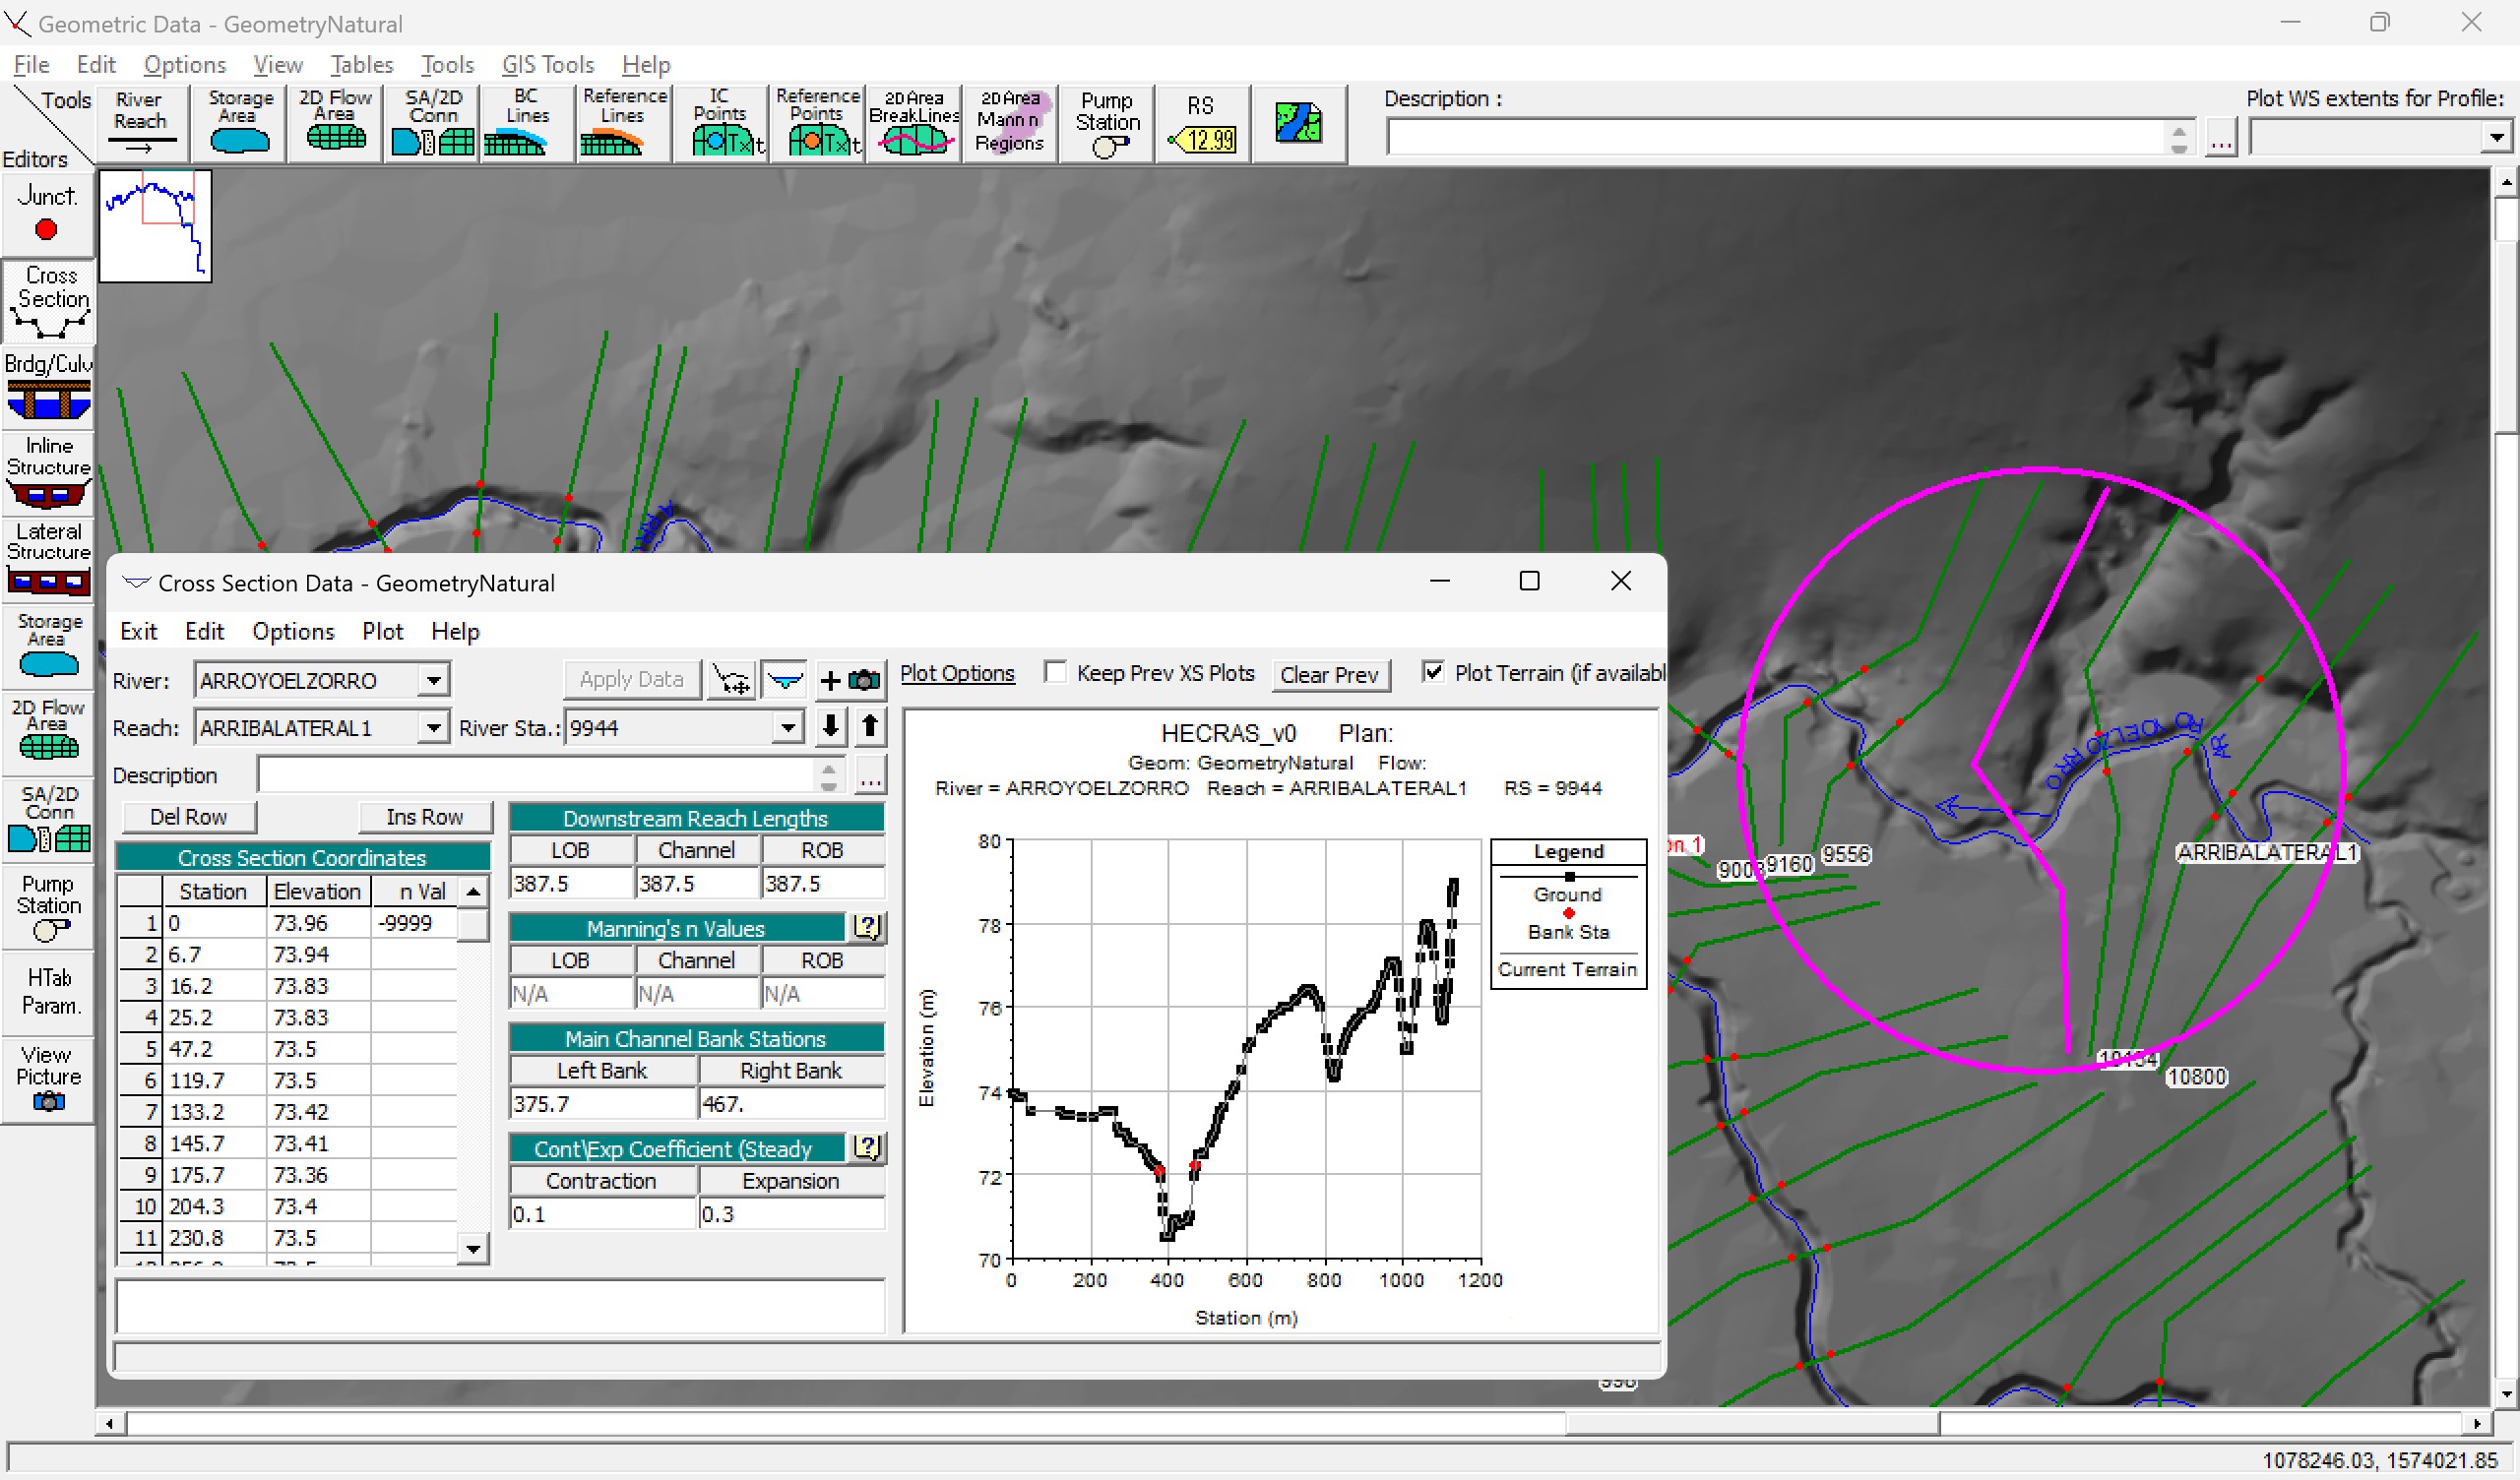 Geometric Data - GeometryNatural
File Edit Options View Tables Tools GIS Tools Help
Tools
Editors
River Reach
Storage Area
2D Flow Area
SA/2D Conn
BC Lines
Reference Lines
IC Points
Reference Points
2D Area BreakLines
2D Area Mann n Regions
Pump Station
RS
12.99
Description :
...
Plot WS extents for Profile:
Junct.
Cross Section
Brdg/Culv
Inline Structure
Lateral Structure
Storage Area
2D Flow Area
SA/2D Conn
Pump Station
HTab Param.
View Picture
Cross Section Data - GeometryNatural
Exit Edit Options Plot Help
River: ARROYOELZORRO
Apply Data
Plot Options
Keep Prev XS Plots
Clear Prev
Plot Terrain (if availabl
Reach: ARRIBALATERAL1 River Sta.: 9944
Description
...
Del Row Ins Row
Cross Section Coordinates
Station Elevation n Val
1 0 73.96 -9999
2 6.7 73.94
3 16.2 73.83
4 25.2 73.83
5 47.2 73.5
6 119.7 73.5
7 133.2 73.42
8 145.7 73.41
9 175.7 73.36
10 204.3 73.4
11 230.8 73.5
Downstream Reach Lengths
LOB Channel ROB
387.5 387.5 387.5
Manning's n Values
LOB Channel ROB
N/A N/A N/A
Main Channel Bank Stations
Left Bank Right Bank
375.7 467.
Cont\Exp Coefficient (Steady
Contraction Expansion
0.1 0.3
HECRAS_v0 Plan:
Geom: GeometryNatural Flow:
River = ARROYOELZORRO Reach = ARRIBALATERAL1 RS = 9944
80
78
76
74
72
70
0 200 400 600 800 1000 1200
Elevation (m)
Station (m)
Legend
Ground
Bank Sta
Current Terrain
on 1
9160
9556
ARRIBALATERAL1
10800
1078246.03, 1574021.85